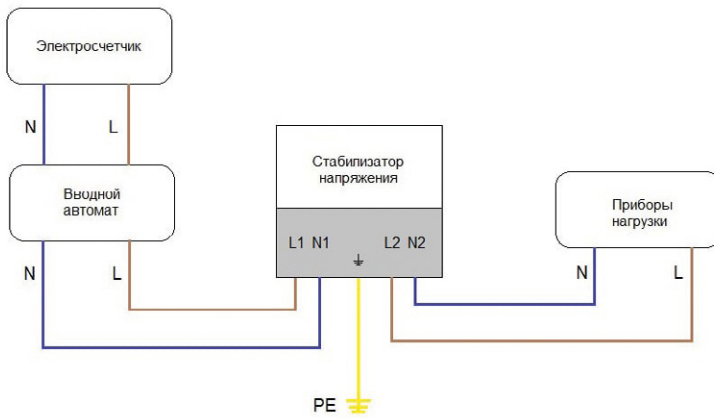 Электросчетчик
N L
Вводной
автомат
N L
Стабилизатор
напряжения
L1 N1 L2 N2
Приборы
нагрузки
N L
PE